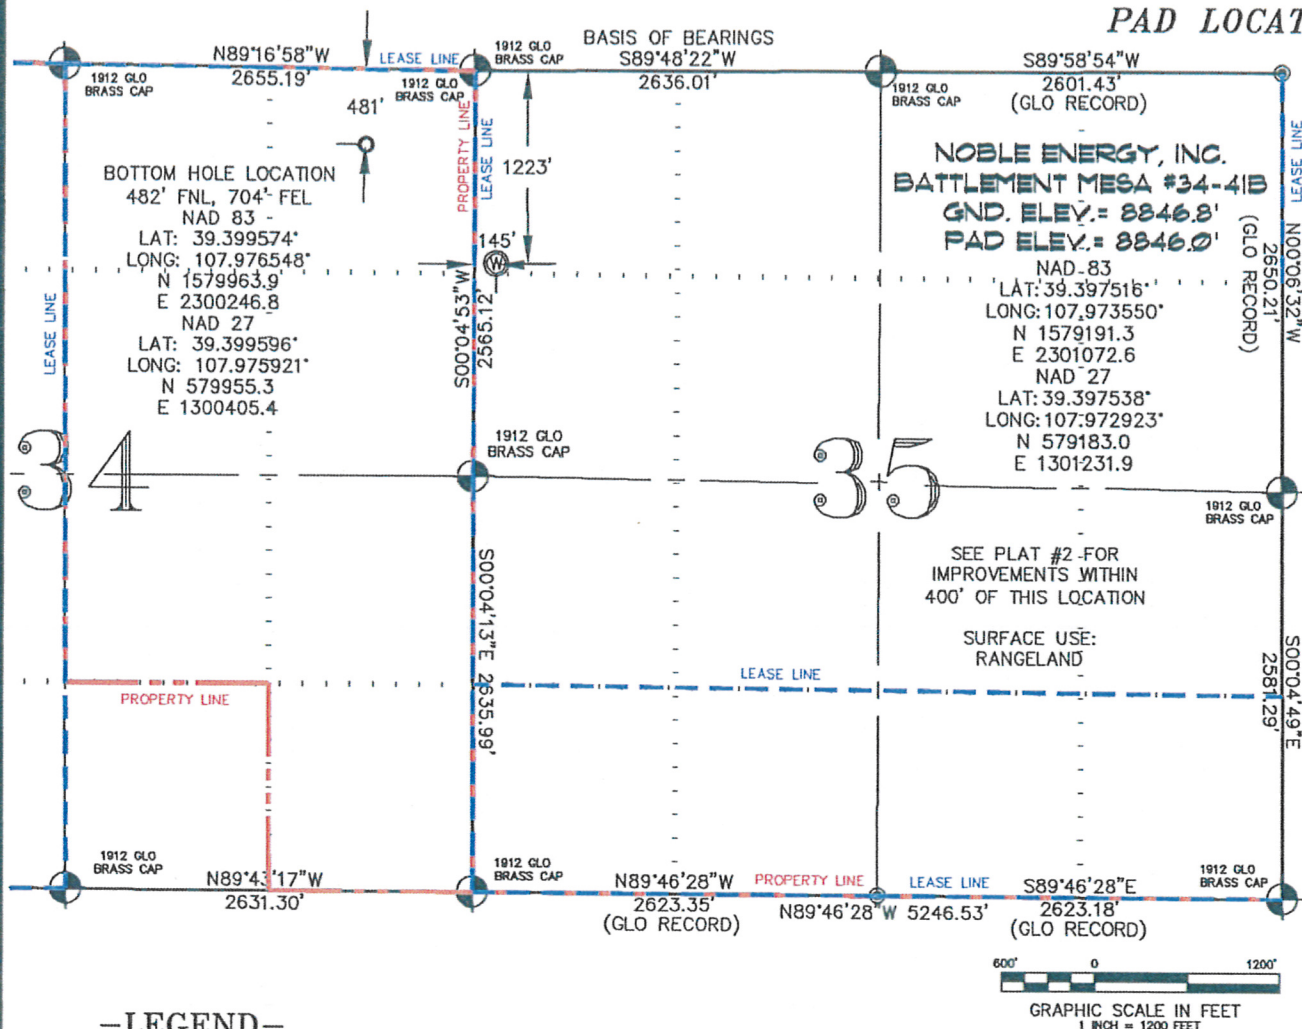 PAD LOCAT
BASIS OF BEARINGS
N89°16'58"W
2655.19'
LEASE LINE
1912 GLO
BRASS CAP
1912 GLO
BRASS CAP
1912 GLO
BRASS CAP
S89°48'22"W
2636.01'
1912 GLO
BRASS CAP
S89°58'54"W
2601.43'
(GLO RECORD)
481'
PROPERTY LINE
LEASE LINE
1223'
145'
W
BOTTOM HOLE LOCATION
482' FNL, 704' FEL
NAD 83
LAT: 39.399574°
LONG: 107.976548°
N 1579963.9
E 2300246.8
NAD 27
LAT: 39.399596°
LONG: 107.975921°
N 579955.3
E 1300405.4
LEASE LINE
S00°04'53"W
2565.12'
NOBLE ENERGY, INC.
BATTLEMENT MESA #34-41B
GND. ELEV.= 8846.8'
PAD ELEV.= 8846.0'
NAD 83
LAT: 39.397516°
LONG: 107.973550°
N 1579191.3
E 2301072.6
NAD 27
LAT: 39.397538°
LONG: 107.972923°
N 579183.0
E 1301231.9
LEASE LINE
N00°06'32"W
2650.21'
(GLO RECORD)
34
1912 GLO
BRASS CAP
35
1912 GLO
BRASS CAP
SEE PLAT #2 FOR
IMPROVEMENTS WITHIN
400' OF THIS LOCATION
SURFACE USE:
RANGELAND
S00°04'13"E 2635.99'
LEASE LINE
S00°04'49"E
2581.29'
PROPERTY LINE
1912 GLO
BRASS CAP
N89°43'17"W
2631.30'
1912 GLO
BRASS CAP
N89°46'28"W
2623.35'
(GLO RECORD)
PROPERTY LINE
N89°46'28"W 5246.53'
LEASE LINE
S89°46'28"E
2623.18'
(GLO RECORD)
1912 GLO
BRASS CAP
600' 0 1200'
GRAPHIC SCALE IN FEET
1 INCH = 1200 FEET
-LEGEND-